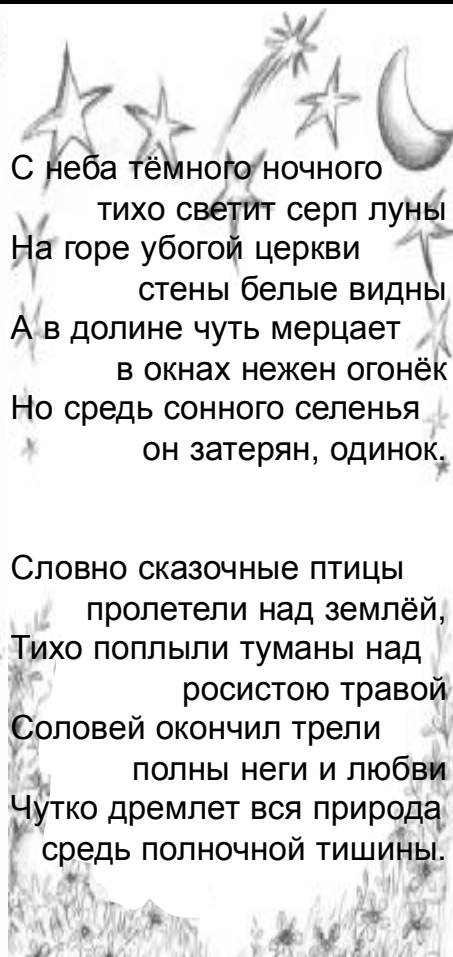 С неба тёмного ночного
тихо светит серп луны
На горе убогой церкви
стены белые видны
А в долине чуть мерцает
в окнах нежен огонёк
Но средь сонного селенья
он затерян, одинок.
Словно сказочные птицы
пролетели над землёй,
Тихо поплыли туманы над
росистою травой
Соловей окончил трели
полны неги и любви
Чутко дремлет вся природа
средь полночной тишины.